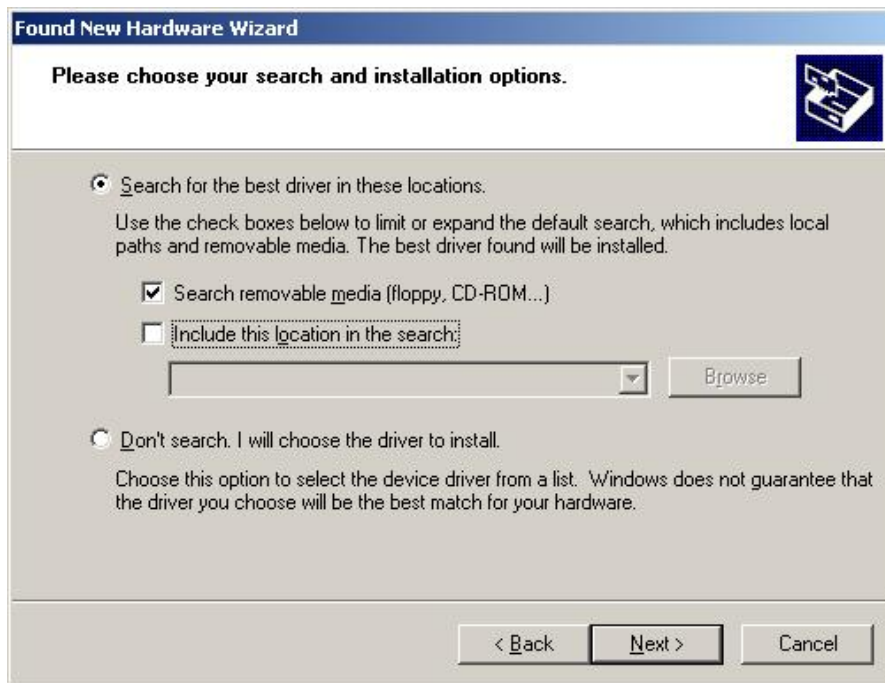 Found New Hardware Wizard
Please choose your search and installation options.
Search for the best driver in these locations.
Use the check boxes below to limit or expand the default search, which includes local
paths and removable media. The best driver found will be installed.
Search removable media (floppy, CD-ROM...)
Include this location in the search:
Browse
Don't search. I will choose the driver to install.
Choose this option to select the device driver from a list.  Windows does not guarantee that
the driver you choose will be the best match for your hardware.
< Back
Next >
Cancel